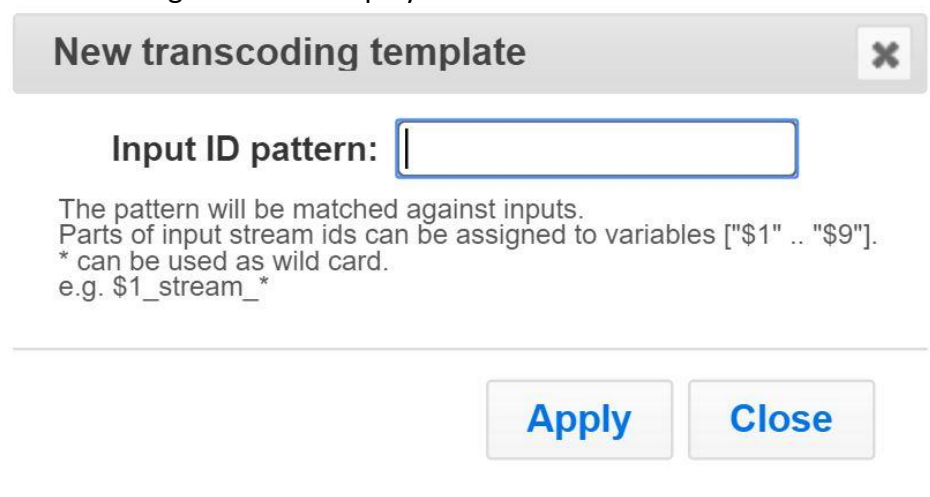 New transcoding template
Input ID pattern:
The pattern will be matched against inputs.
Parts of input stream ids can be assigned to variables ["$1" .. "$9"].
* can be used as wild card.
e.g. $1_stream_*
Apply Close